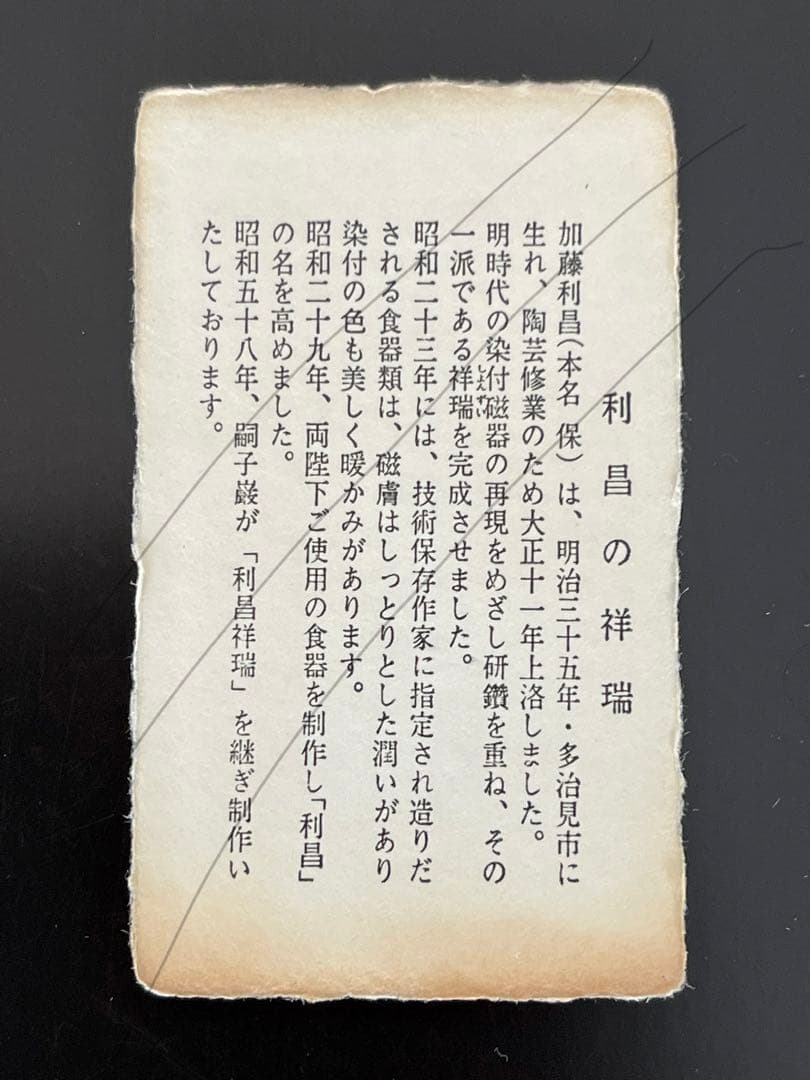 利昌の祥瑞
加藤利昌（本名 保）は、明治三十五年・多治見市に
生れ、陶芸修業のため大正十一年上洛しました。
明時代の染付磁器の再現をめざし研鑽を重ね、その
一派である祥瑞を完成させました。
しょんずい
昭和二十三年には、技術保存作家に指定され造りだ
される食器類は、磁膚はしっとりとした潤いがあり
染付の色も美しく暖かみがあります。
昭和二十九年、両陛下ご使用の食器を制作し「利昌」
の名を高めました。
昭和五十八年、嗣子巌が「利昌祥瑞」を継ぎ制作い
たしております。